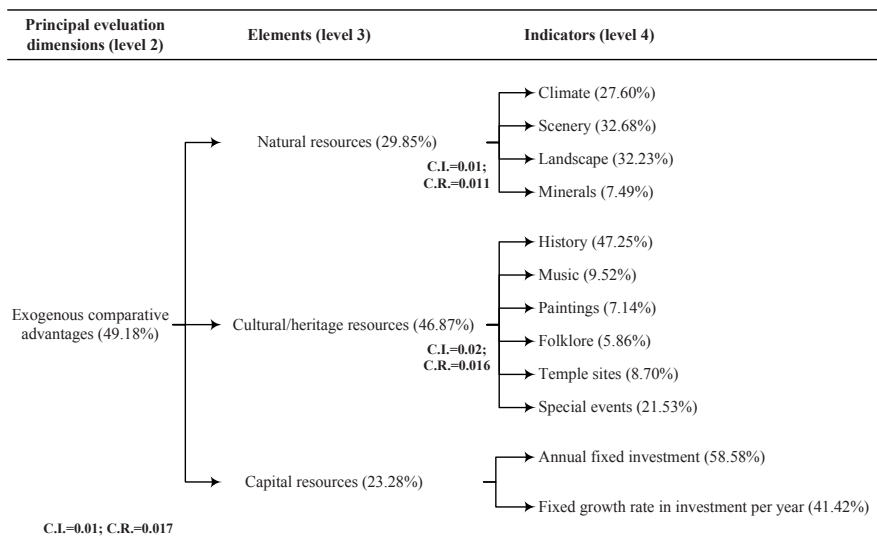 Principal eveluation
dimensions (level 2)
Elements (level 3)
Indicators (level 4)
Climate (27.60%)
Scenery (32.68%)
Natural resources (29.85%)
C.I.=0.01;
C.R.=0.011
Landscape (32.23%)
Minerals (7.49%)
History (47.25%)
Music (9.52%)
Paintings (7.14%)
Exogenous comparative
advantages (49.18%)
Cultural/heritage resources (46.87%)
C.I.=0.02;
C.R.=0.016
Folklore (5.86%)
Temple sites (8.70%)
Special events (21.53%)
Annual fixed investment (58.58%)
Capital resources (23.28%)
Fixed growth rate in investment per year (41.42%)
C.I.=0.01; C.R.=0.017